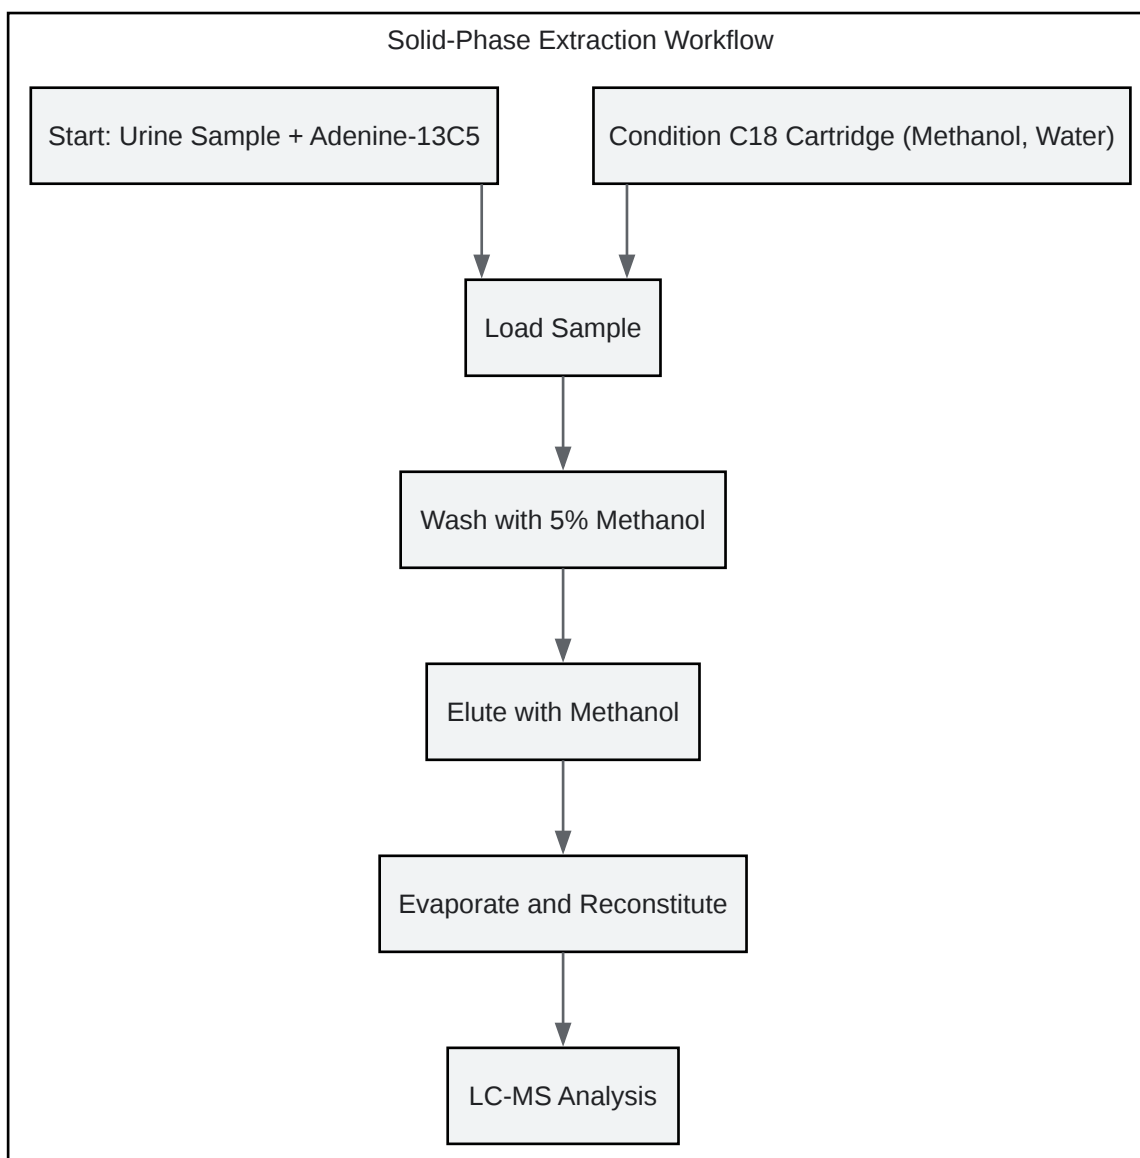 Solid-Phase Extraction Workflow
Start: Urine Sample + Adenine-13C5
Condition C18 Cartridge (Methanol, Water)
Load Sample
Wash with 5% Methanol
Elute with Methanol
Evaporate and Reconstitute
LC-MS Analysis